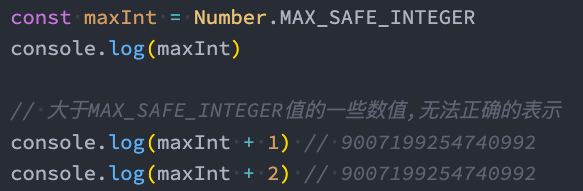 const maxInt = Number.MAX_SAFE_INTEGER
console.log(maxInt)
// 大于MAX_SAFE_INTEGER值的一些数值,无法正确的表示
console.log(maxInt + 1) // 9007199254740992
console.log(maxInt + 2) // 9007199254740992